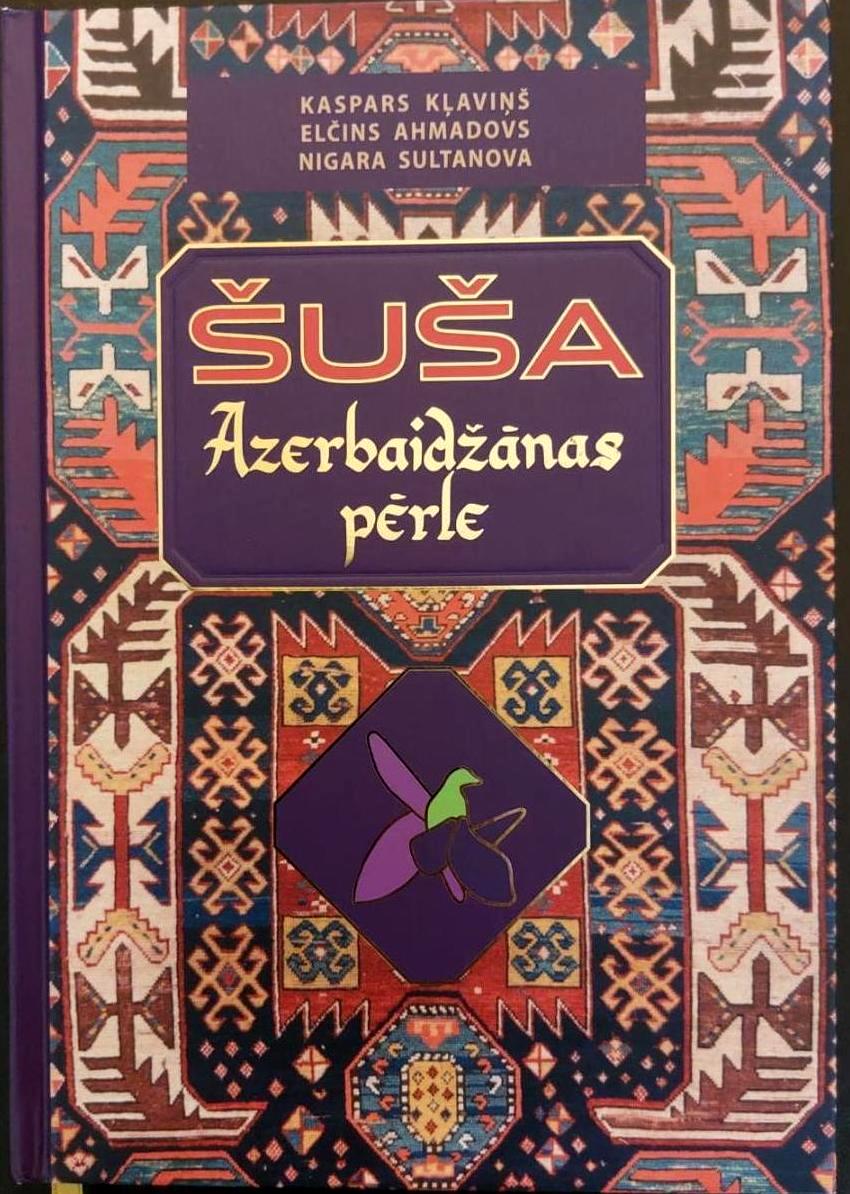 KASPARS KĻAVIŅŠ
ELČINS AHMADOVS
NIGARA SULTANOVA
ŠUŠA
Azerbaidžānas
pērle